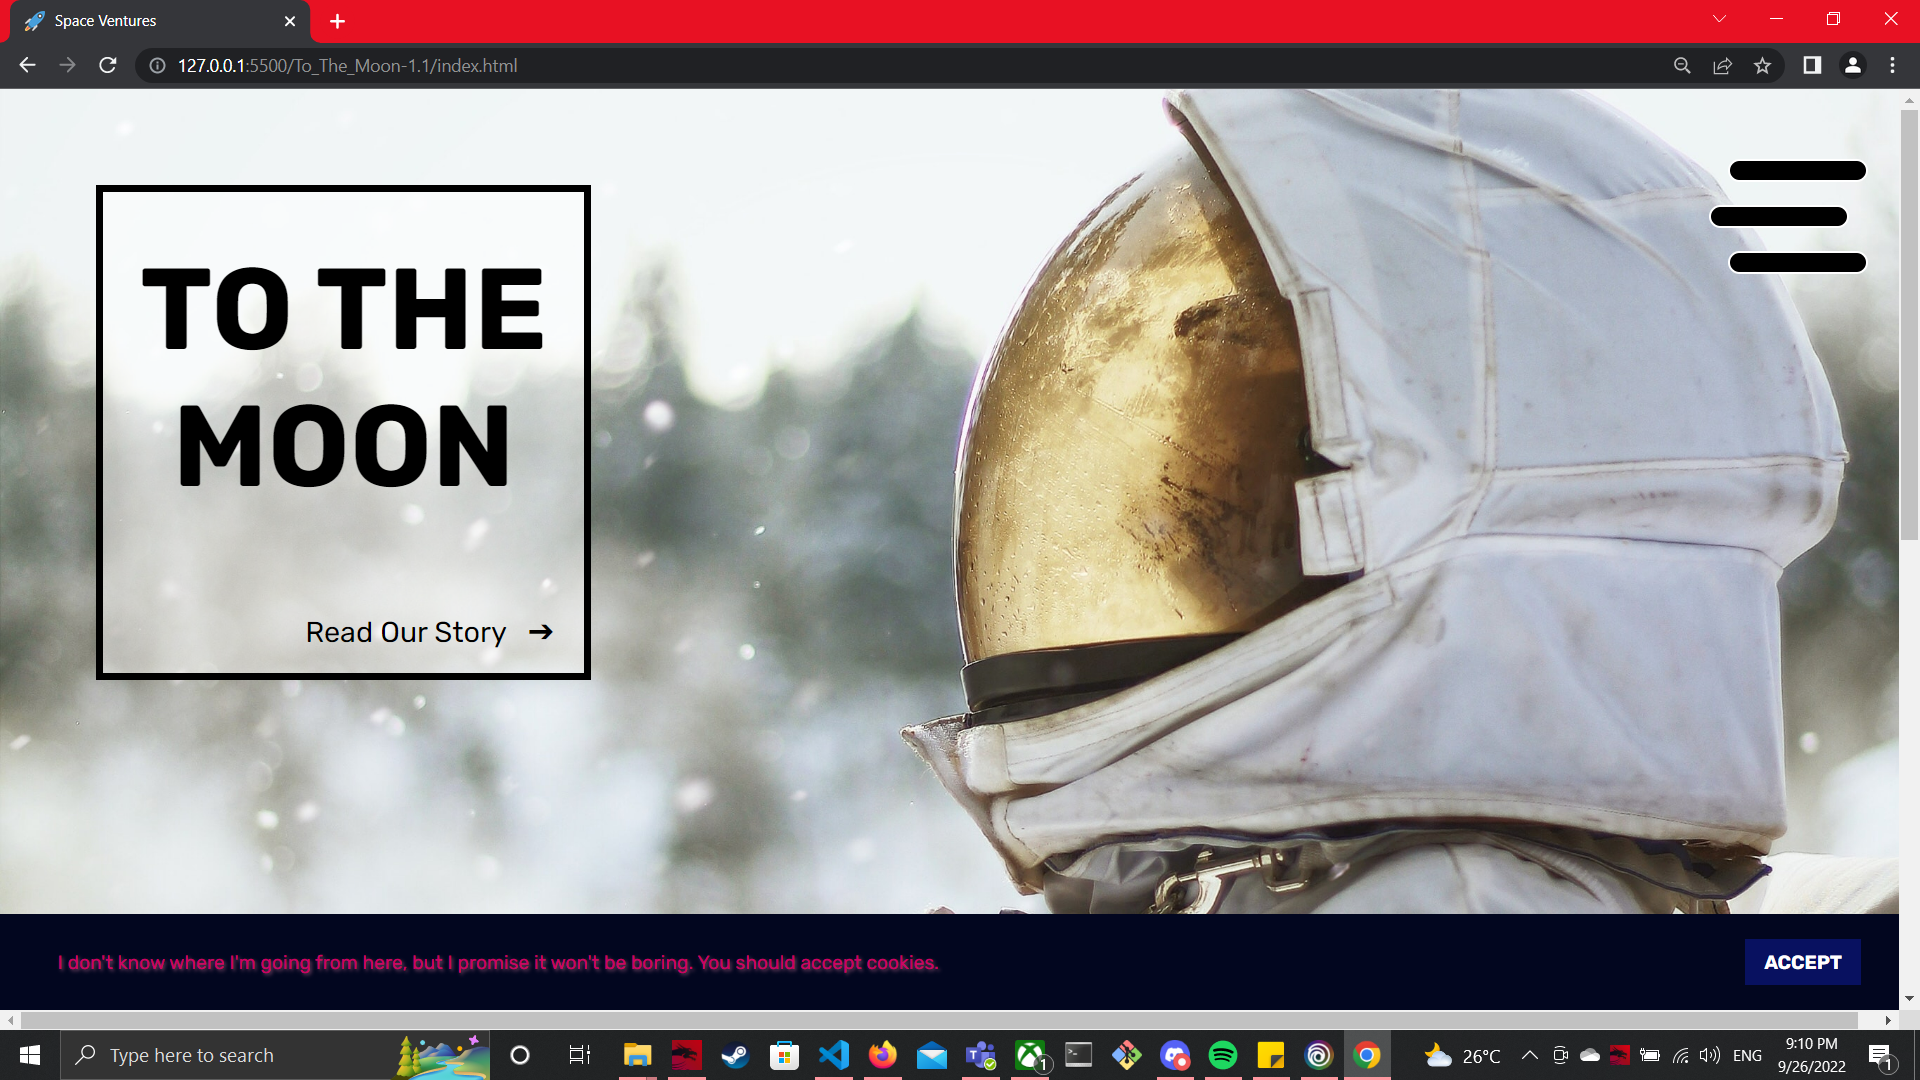 Space Ventures
127.0.0.1:5500/To_The_Moon-1.1/index.html
TO THE
MOON
Read Our Story ➔
I don't know where I'm going from here, but I promise it won't be boring. You should accept cookies.
ACCEPT
Type here to search
1
26°C
ENG
9:10 PM
9/26/2022
1